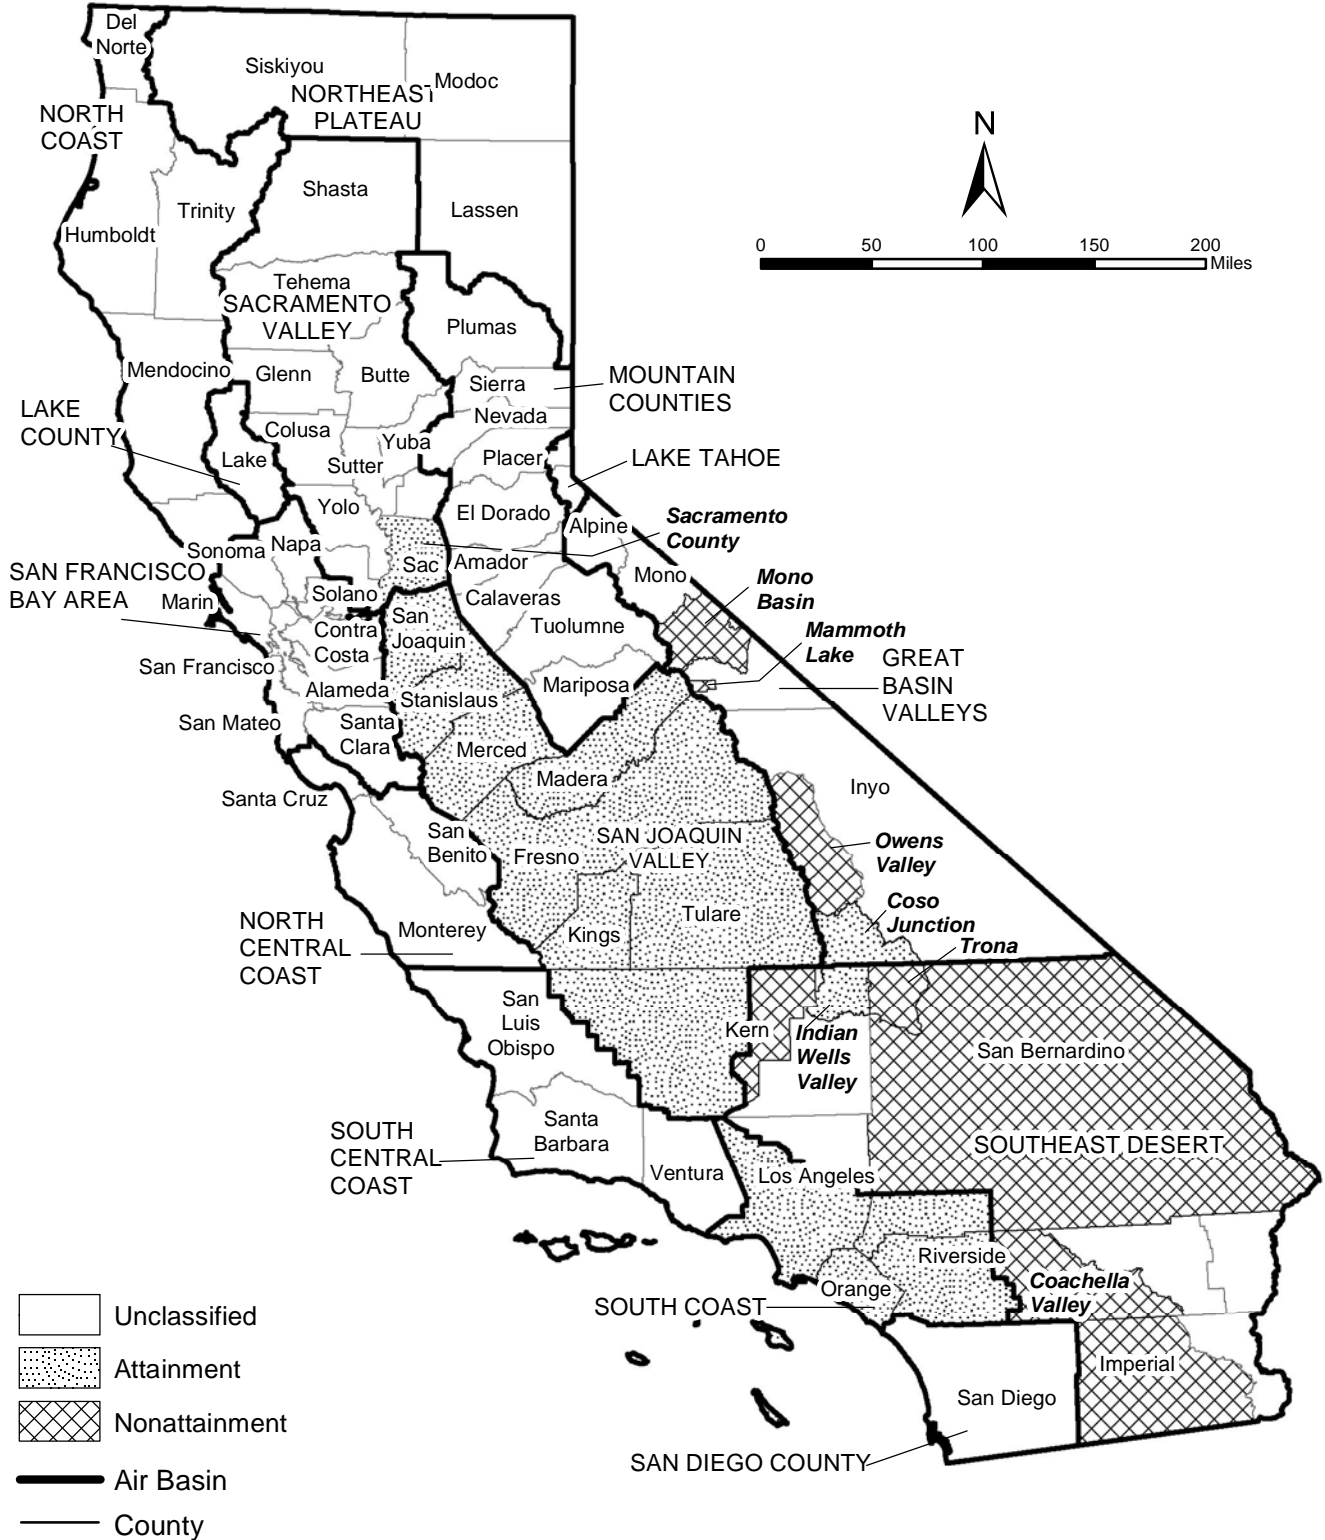 Del
Norte
Siskiyou
Modoc
NORTHEAST
PLATEAU
NORTH
COAST
N
Shasta
Trinity
Lassen
Humboldt
0 50 100 150 200
Miles
Tehema
SACRAMENTO
VALLEY
Plumas
Mendocino
Glenn
Butte
Sierra
MOUNTAIN
COUNTIES
LAKE
COUNTY
Nevada
Colusa
Yuba
Lake
Sutter
Placer
LAKE TAHOE
Yolo
El Dorado
Alpine
Sacramento
County
Sonoma
Napa
Sac
Amador
Mono
Mono
Basin
SAN FRANCISCO
BAY AREA
Marin
Solano
Calaveras
San
Joaquin
Tuolumne
Contra
Costa
Mammoth
Lake
GREAT
BASIN
VALLEYS
San Francisco
Alameda
Stanislaus
Mariposa
San Mateo
Santa
Clara
Merced
Madera
Inyo
Santa Cruz
San
Benito
SAN JOAQUIN
VALLEY
Fresno
Owens
Valley
Coso
Junction
Tulare
Kings
Monterey
Trona
NORTH
CENTRAL
COAST
San
Luis
Obispo
Kern
Indian
Wells
Valley
San Bernardino
Santa
Barbara
SOUTH
CENTRAL
COAST
Ventura
Los Angeles
SOUTHEAST DESERT
Riverside
Orange
Coachella
Valley
SOUTH COAST
Imperial
San Diego
SAN DIEGO COUNTY
Unclassified
Attainment
Nonattainment
Air Basin
County